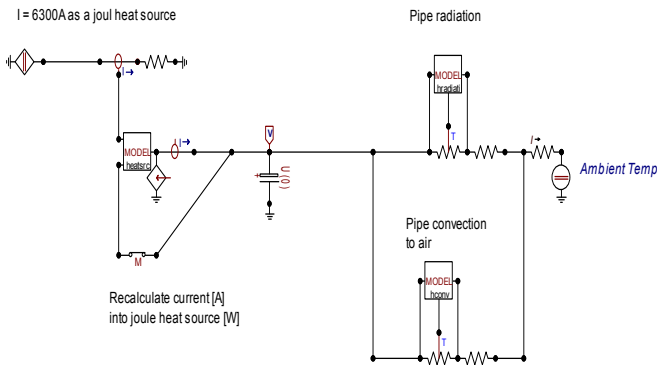 I = 6300A as a joul heat source
Pipe radiation
I→
MODEL
hradiati
T
I→
MODEL
heatsrc
I→
V
U(0)
+
Ambient Temp
M
Pipe convection
to air
MODEL
hconv
T
Recalculate current [A]
into joule heat source [W]